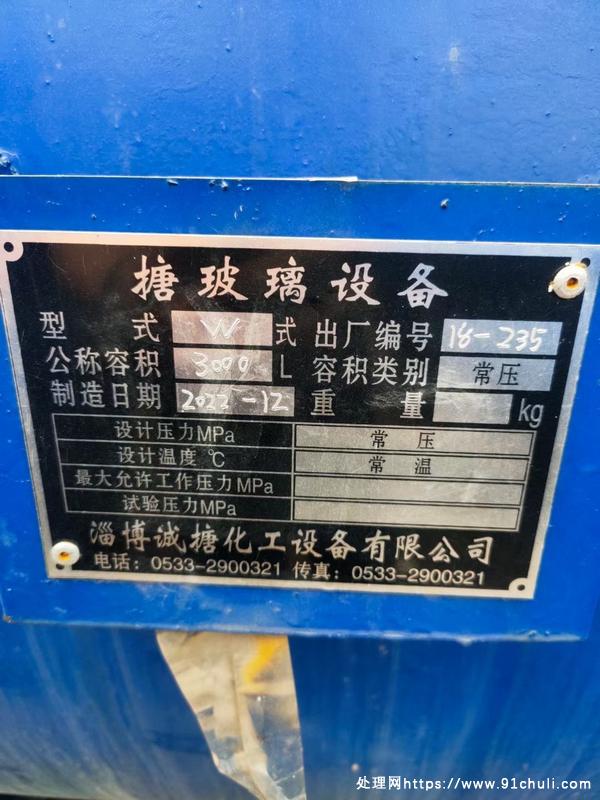 搪玻璃设备
型 式 W 式 出厂编号 18-235
公称容积 3000 L 容积类别 常压
制造日期 2022-12 重 量 kg
设计压力MPa 常 压
设计温度 ℃ 常 温
最大允许工作压力MPa
试验压力MPa
淄博诚搪化工设备有限公司
电话：0533-2900321 传真：0533-2900321
处理网https://www.91chuli.com